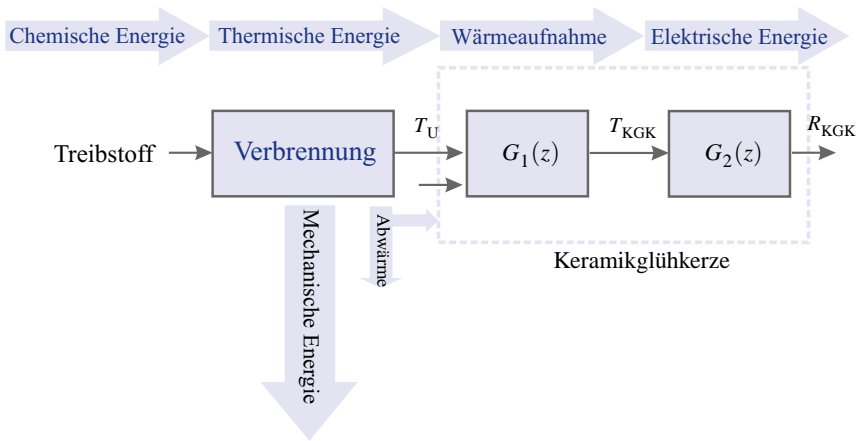 Chemische Energie
Thermische Energie
Wärmeaufnahme
Elektrische Energie
Treibstoff
Verbrennung
T_U
G_1(z)
T_KGK
G_2(z)
R_KGK
Mechanische Energie
Abwärme
Keramikglühkerze